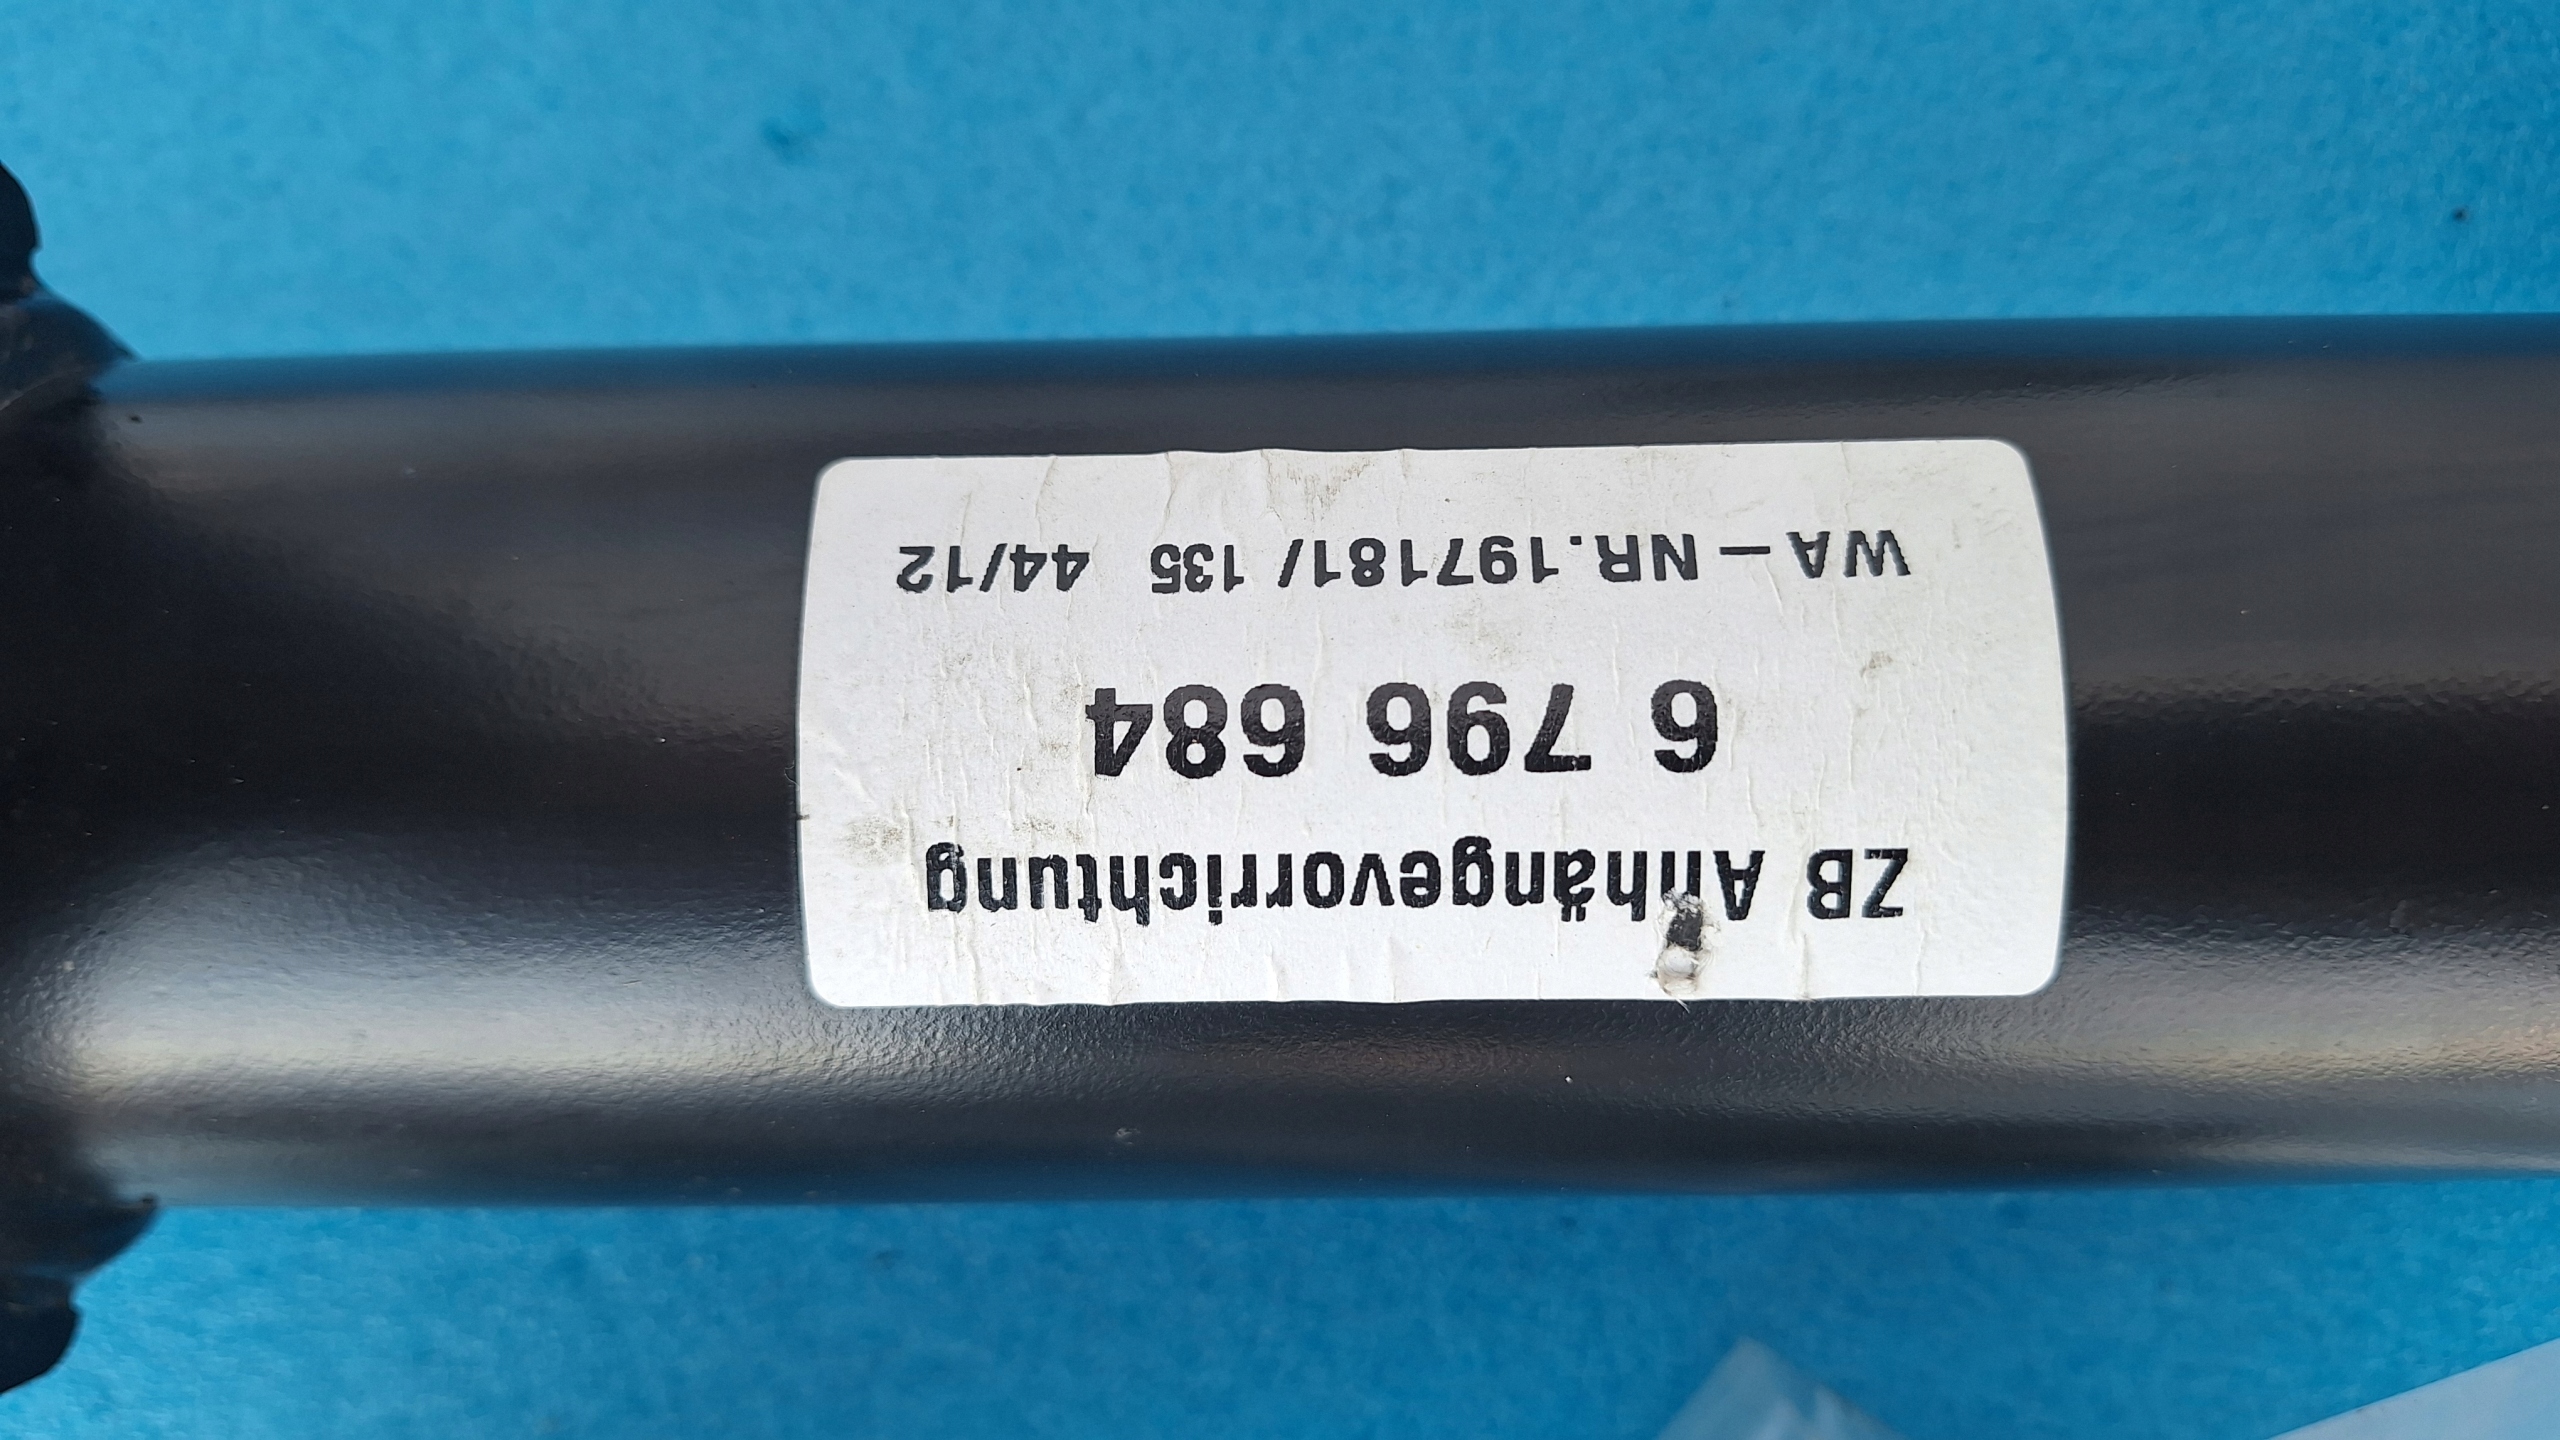 ZB Anhängevorrichtung
6 796 684
WA – NR.197181/ 135 44/12